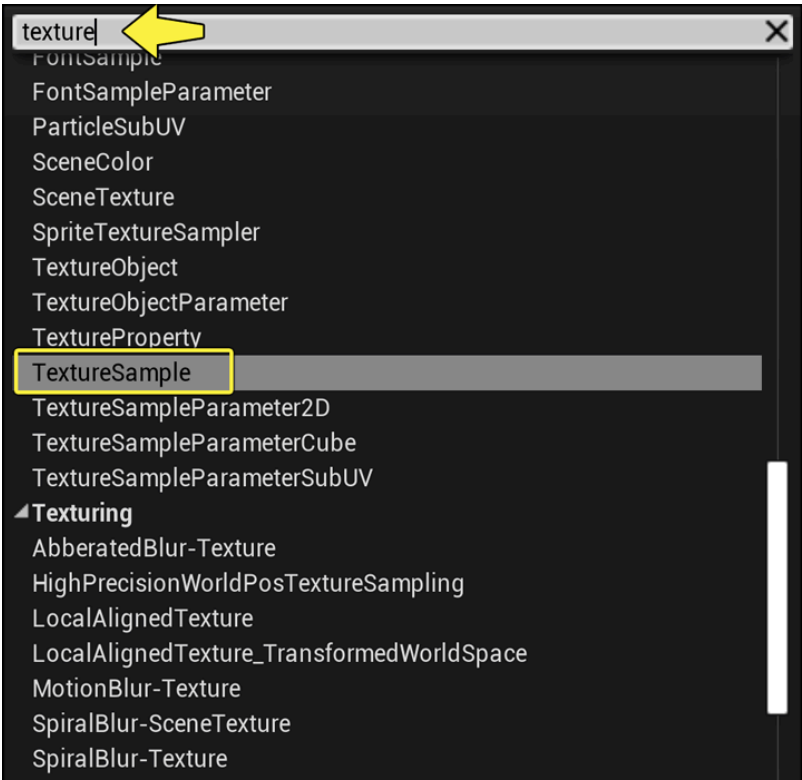 texture
FontSample
FontSampleParameter
ParticleSubUV
SceneColor
SceneTexture
SpriteTextureSampler
TextureObject
TextureObjectParameter
TextureProperty
TextureSample
TextureSampleParameter2D
TextureSampleParameterCube
TextureSampleParameterSubUV
Texturing
AbberatedBlur-Texture
HighPrecisionWorldPosTextureSampling
LocalAlignedTexture
LocalAlignedTexture_TransformedWorldSpace
MotionBlur-Texture
SpiralBlur-SceneTexture
SpiralBlur-Texture